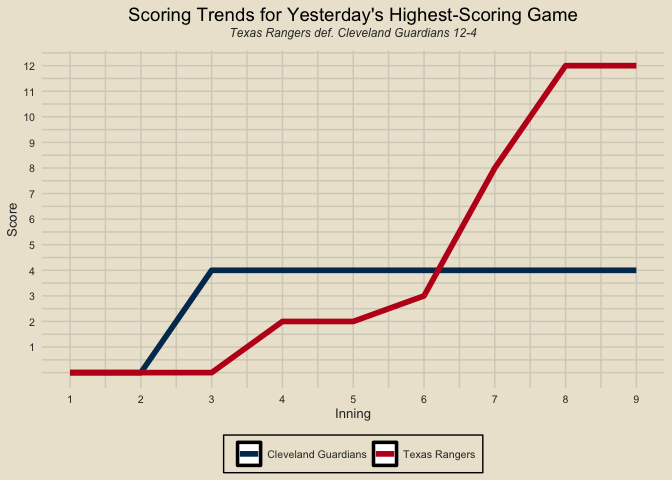 Scoring Trends for Yesterday's Highest-Scoring Game
Texas Rangers def. Cleveland Guardians 12-4
Score
12
11
10
9
8
7
6
5
4
3
2
1
1 2 3 4 5 6 7 8 9
Inning
Cleveland Guardians Texas Rangers